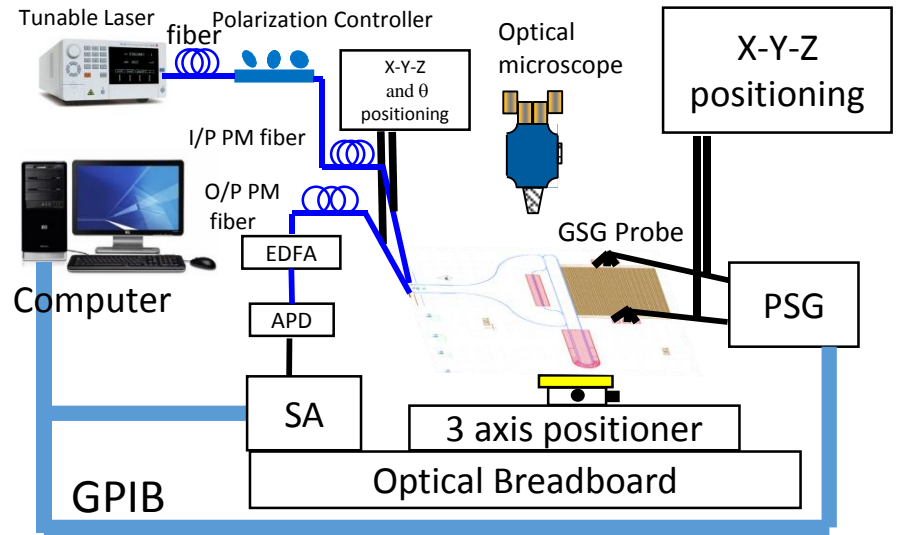 Tunable Laser
fiber
Polarization Controller
Optical
microscope
X-Y-Z
and θ
positioning
X-Y-Z
positioning
I/P PM fiber
O/P PM
fiber
EDFA
GSG Probe
Computer
APD
PSG
SA
3 axis positioner
Optical Breadboard
GPIB